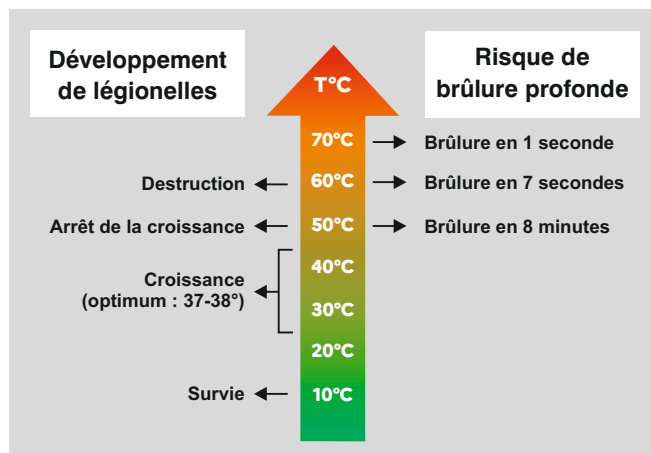 Développement
de légionelles
Risque de
brûlure profonde
T°C
70°C
Brûlure en 1 seconde
Destruction
60°C
Brûlure en 7 secondes
Arrêt de la croissance
50°C
Brûlure en 8 minutes
40°C
Croissance
(optimum : 37-38°)
30°C
20°C
Survie
10°C